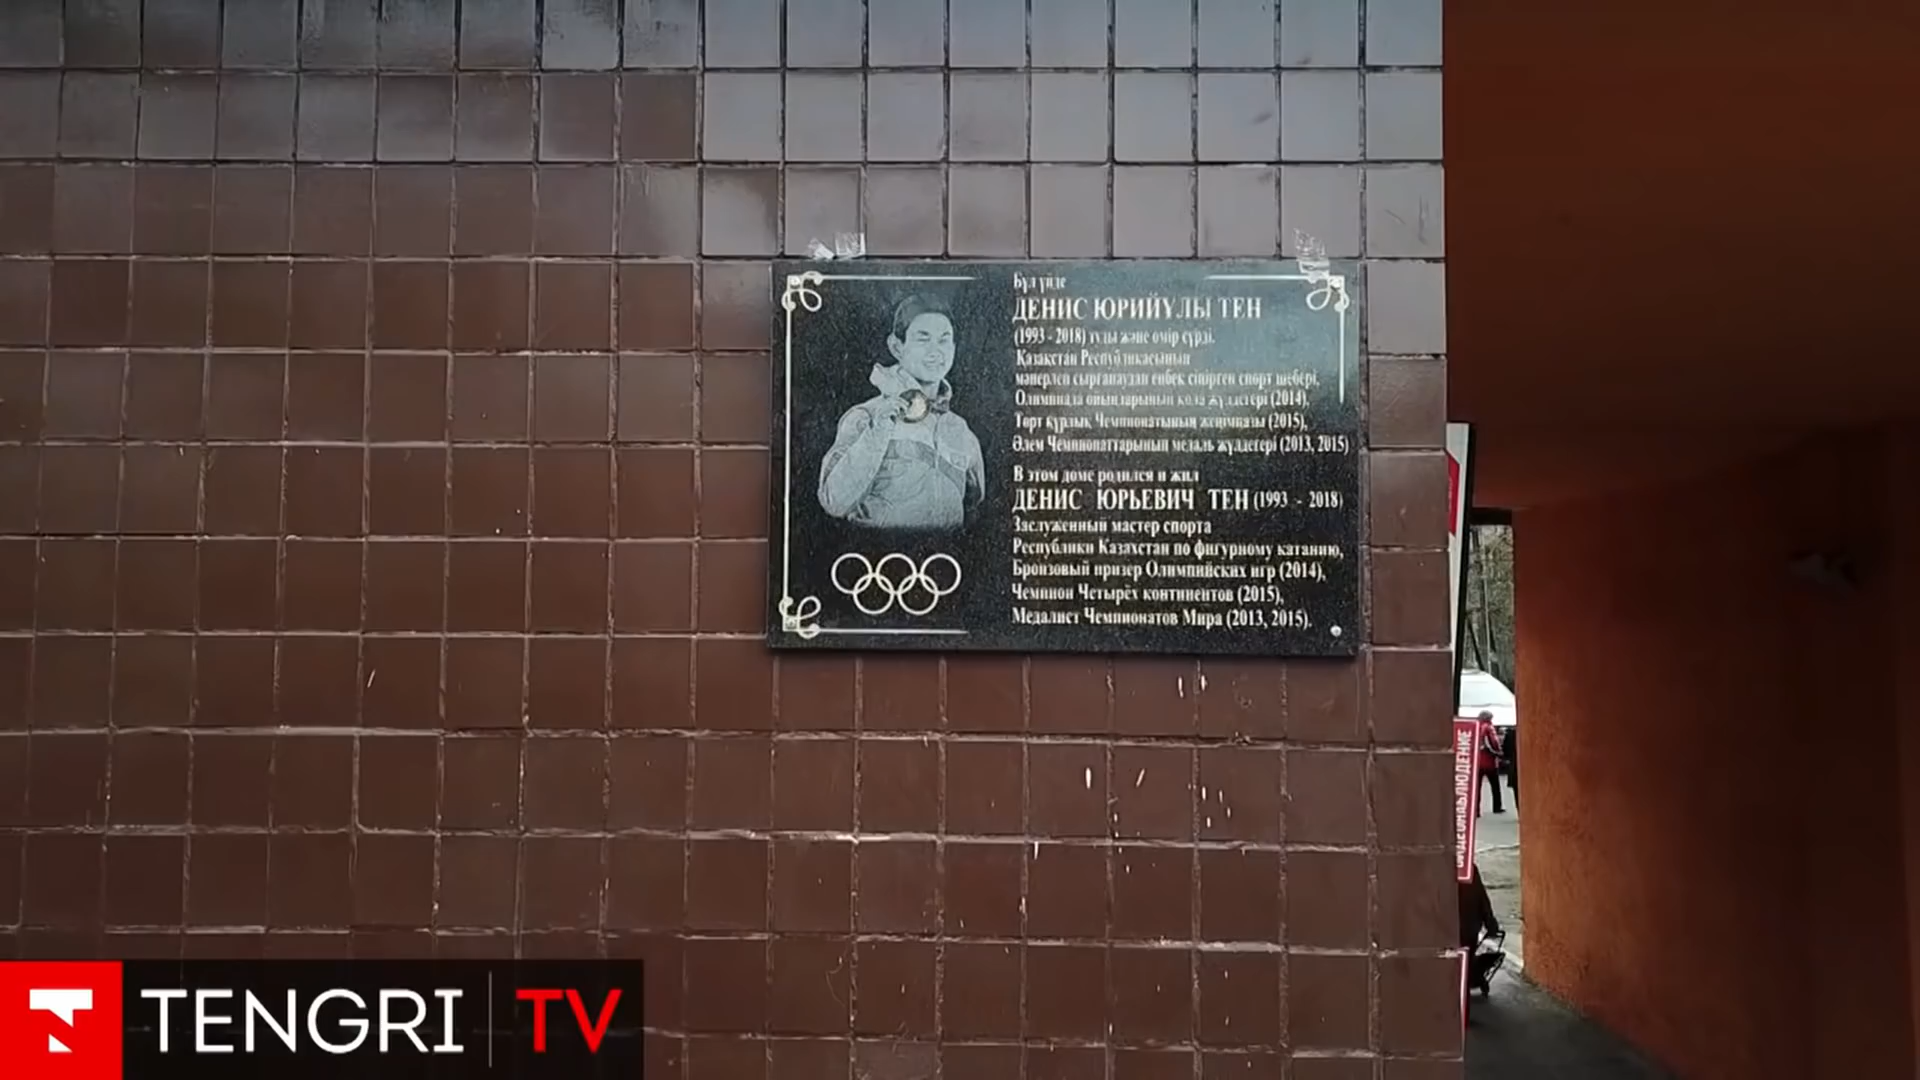 Бұл үйде
ДЕНИС ЮРИЙҰЛЫ ТЕН
(1993 - 2018) туды және өмір сүрді.
Қазақстан Республикасының
мәнерлеп сырғанаудан еңбек сіңірген спорт шебері,
Олимпиада ойындарының қола жүлдегері (2014),
Төрт құрлық Чемпионатының жеңімпазы (2015),
Әлем Чемпионаттарының медаль жүлдегері (2013, 2015)
В этом доме родился и жил
ДЕНИС ЮРЬЕВИЧ ТЕН (1993 - 2018)
Заслуженный мастер спорта
Республики Казахстан по фигурному катанию,
Бронзовый призер Олимпийских игр (2014),
Чемпион Четырёх континентов (2015),
Медалист Чемпионатов Мира (2013, 2015).
ВИДЕОНАБЛЮДЕНИЕ
TENGRI TV